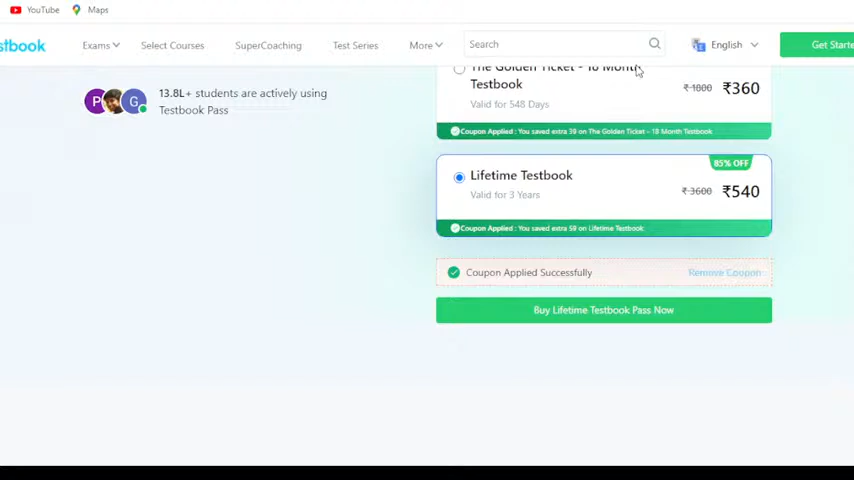 YouTube
Maps
stbook
Exams
Select Courses
SuperCoaching
Test Series
More
Search
English
Get Starte
The Golden Ticket - 18 Month
Testbook
₹ 1800
₹360
Valid for 548 Days
Coupon Applied : You saved extra 39 on The Golden Ticket - 18 Month Testbook
P
G
13.8L+ students are actively using
Testbook Pass
85% OFF
Lifetime Testbook
Valid for 3 Years
₹ 3600
₹540
Coupon Applied : You saved extra 59 on Lifetime Testbook
Coupon Applied Successfully
Remove Coupon
Buy Lifetime Testbook Pass Now